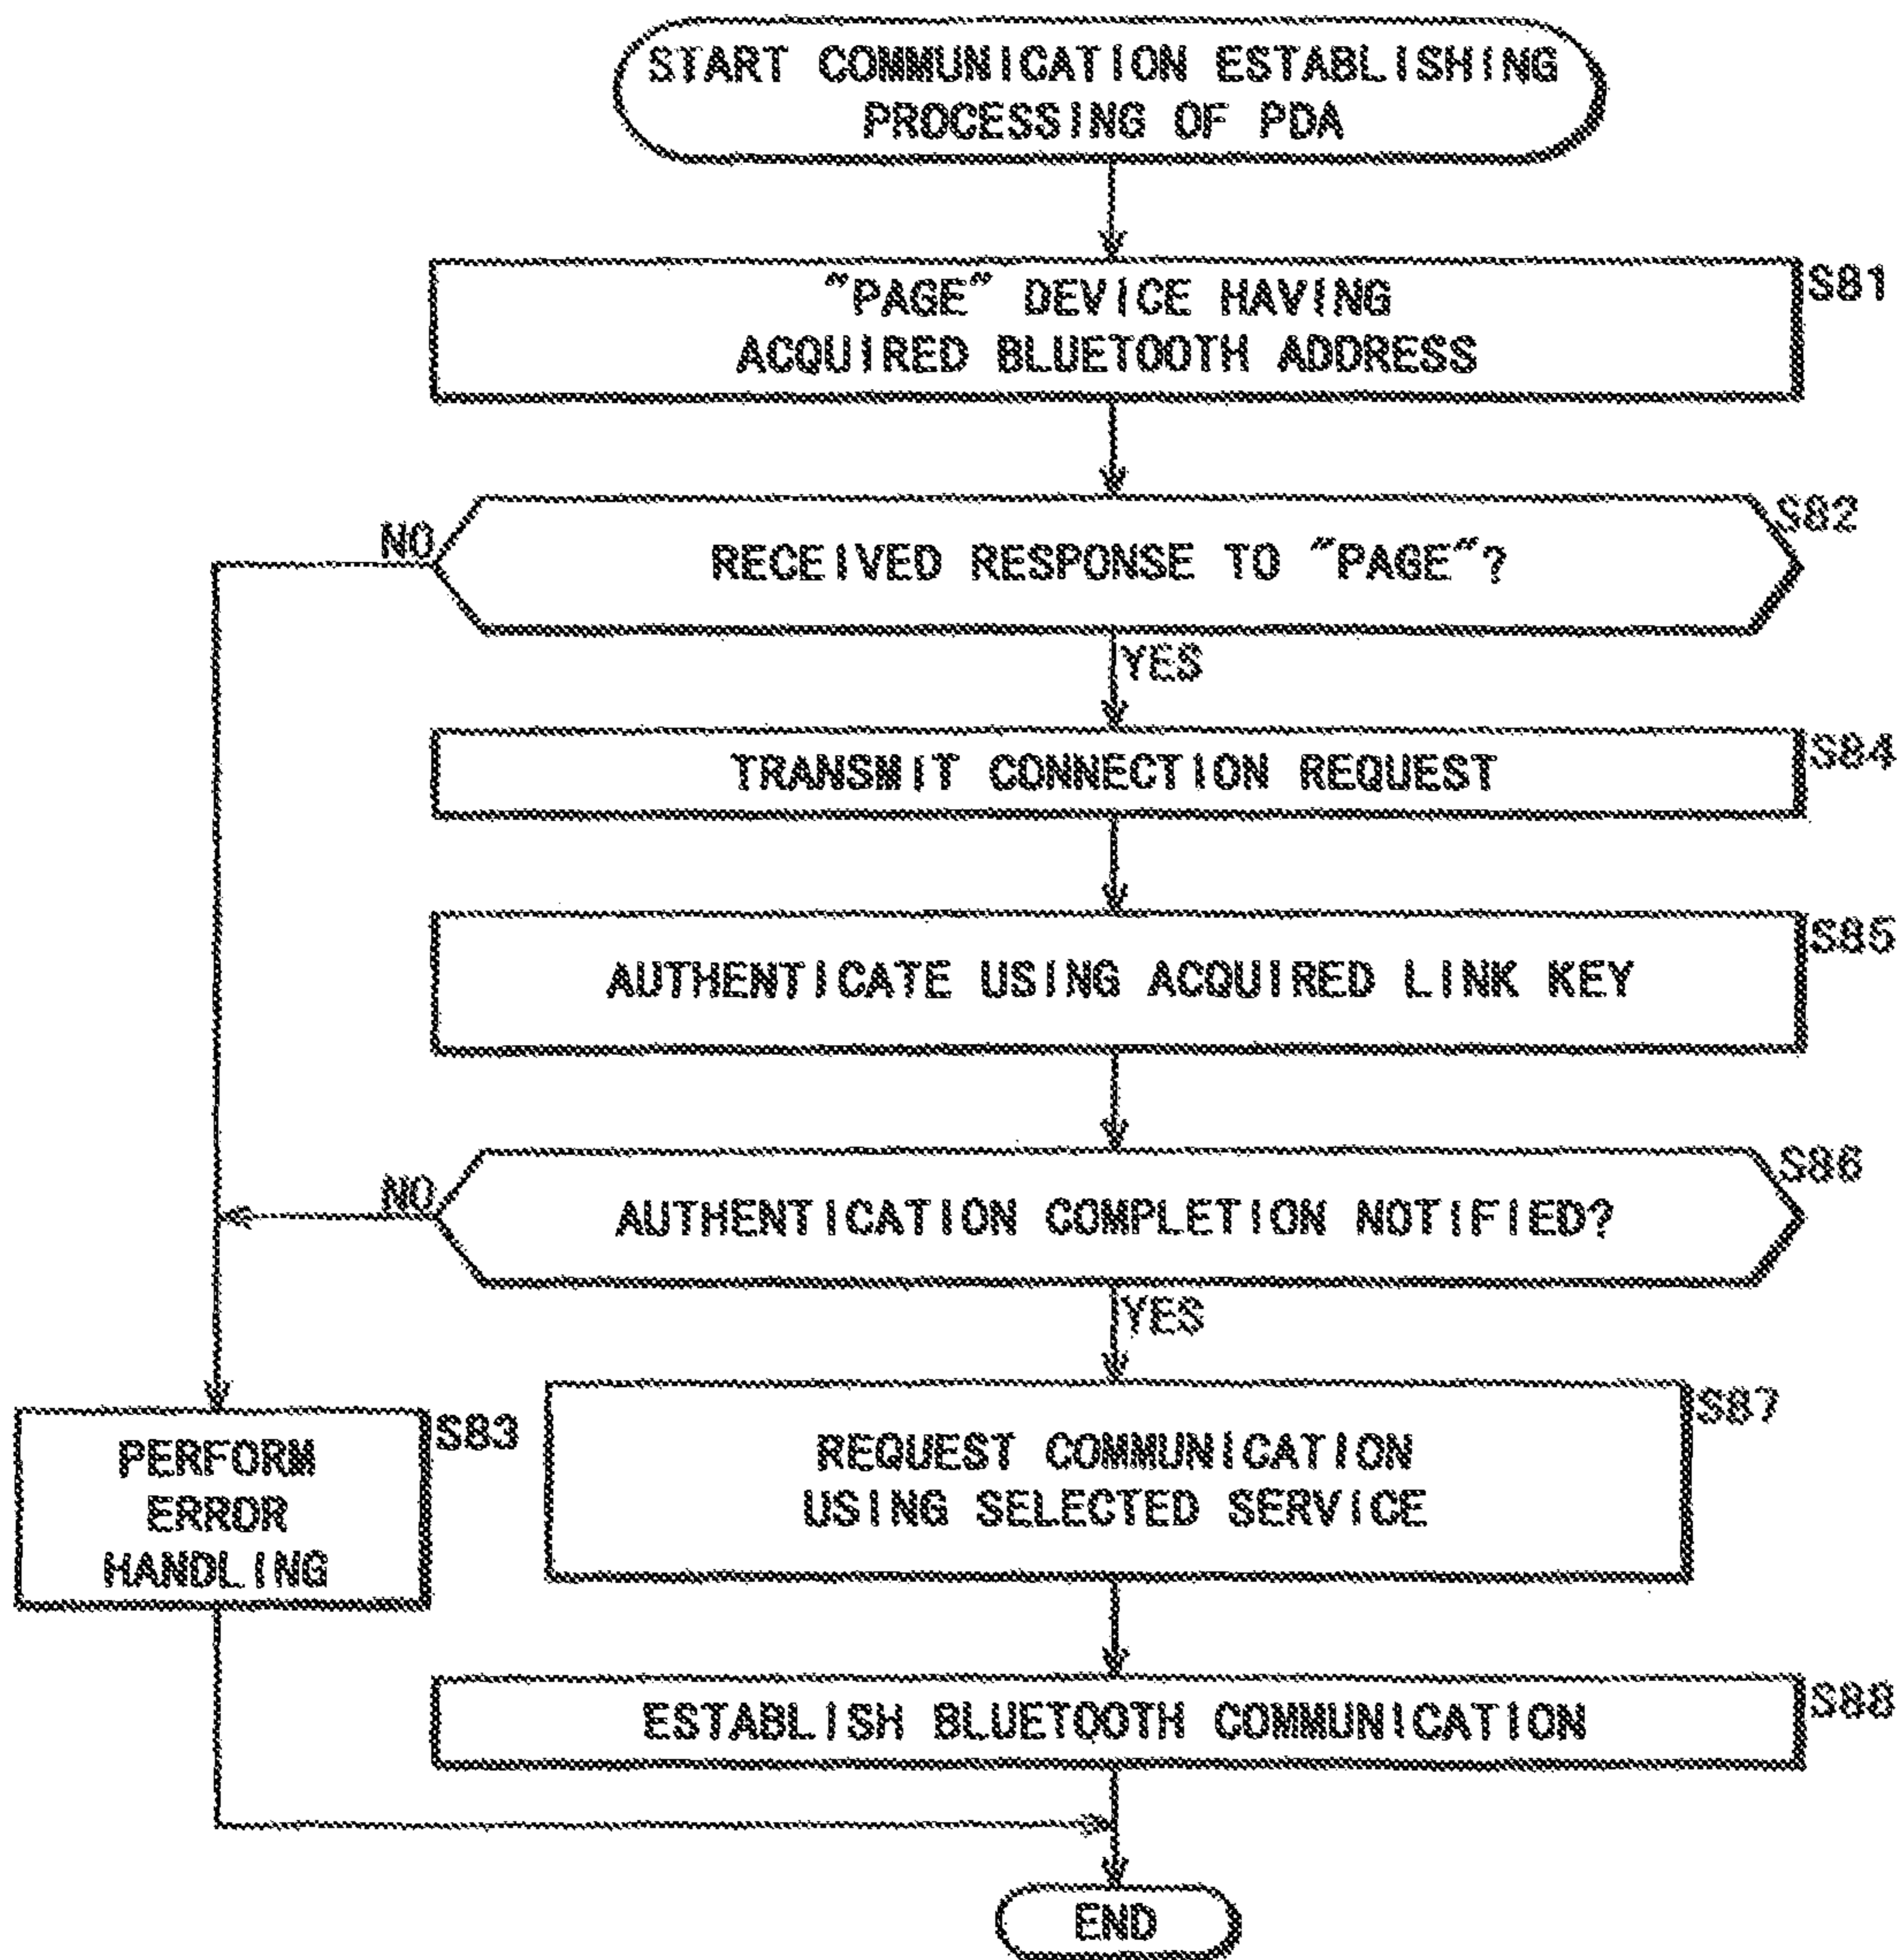 START COMMUNICATION ESTABLISHING
PROCESSING OF PDA
"PAGE" DEVICE HAVING
ACQUIRED BLUETOOTH ADDRESS
S81
RECEIVED RESPONSE TO "PAGE"?
S82
NO
YES
TRANSMIT CONNECTION REQUEST
S84
AUTHENTICATE USING ACQUIRED LINK KEY
S85
AUTHENTICATION COMPLETION NOTIFIED?
S86
NO
YES
PERFORM
ERROR
HANDLING
S83
REQUEST COMMUNICATION
USING SELECTED SERVICE
S87
ESTABLISH BLUETOOTH COMMUNICATION
S88
END